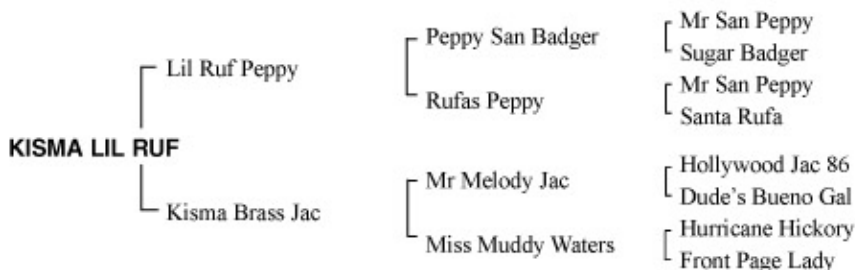 Mr San Peppy
Peppy San Badger
Sugar Badger
Lil Ruf Peppy
Mr San Peppy
Rufas Peppy
Santa Rufa
KISMA LIL RUF
Hollywood Jac 86
Mr Melody Jac
Dude's Bueno Gal
Kisma Brass Jac
Hurricane Hickory
Miss Muddy Waters
Front Page Lady